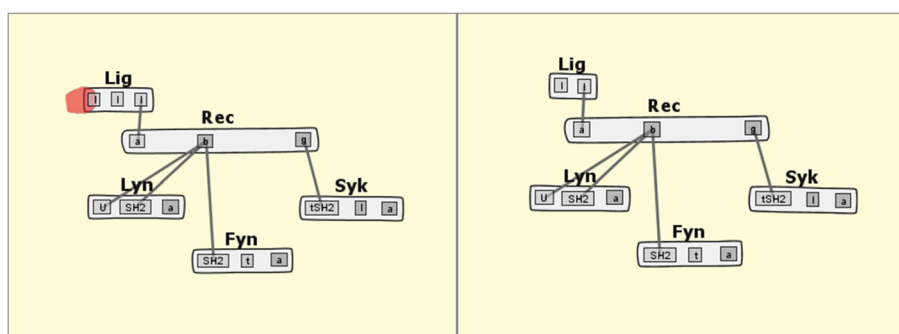 Lig
l l l
Rec
a b g
Lyn
U SH2 a
Syk
tSH2 l a
Fyn
SH2 t a
Lig
l l
Rec
a b g
Lyn
U SH2 a
Syk
tSH2 l a
Fyn
SH2 t a